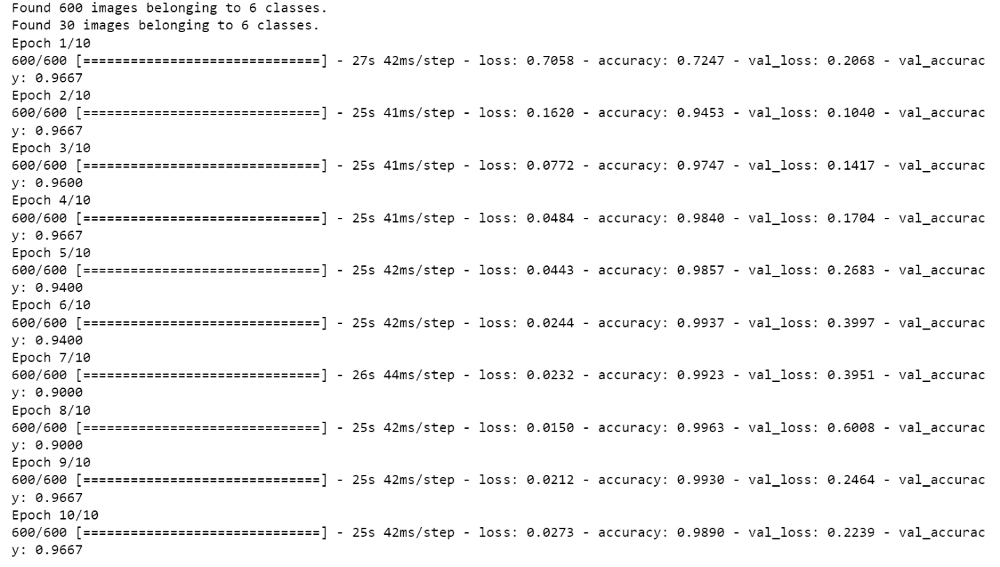 Found 600 images belonging to 6 classes.
Found 30 images belonging to 6 classes.
Epoch 1/10
600/600 [==============================] - 27s 42ms/step - loss: 0.7058 - accuracy: 0.7247 - val_loss: 0.2068 - val_accurac
y: 0.9667
Epoch 2/10
600/600 [==============================] - 25s 41ms/step - loss: 0.1620 - accuracy: 0.9453 - val_loss: 0.1040 - val_accurac
y: 0.9667
Epoch 3/10
600/600 [==============================] - 25s 41ms/step - loss: 0.0772 - accuracy: 0.9747 - val_loss: 0.1417 - val_accurac
y: 0.9600
Epoch 4/10
600/600 [==============================] - 25s 41ms/step - loss: 0.0484 - accuracy: 0.9840 - val_loss: 0.1704 - val_accurac
y: 0.9667
Epoch 5/10
600/600 [==============================] - 25s 42ms/step - loss: 0.0443 - accuracy: 0.9857 - val_loss: 0.2683 - val_accurac
y: 0.9400
Epoch 6/10
600/600 [==============================] - 25s 42ms/step - loss: 0.0244 - accuracy: 0.9937 - val_loss: 0.3997 - val_accurac
y: 0.9400
Epoch 7/10
600/600 [==============================] - 26s 44ms/step - loss: 0.0232 - accuracy: 0.9923 - val_loss: 0.3951 - val_accurac
y: 0.9000
Epoch 8/10
600/600 [==============================] - 25s 42ms/step - loss: 0.0150 - accuracy: 0.9963 - val_loss: 0.6008 - val_accurac
y: 0.9000
Epoch 9/10
600/600 [==============================] - 25s 42ms/step - loss: 0.0212 - accuracy: 0.9930 - val_loss: 0.2464 - val_accurac
y: 0.9667
Epoch 10/10
600/600 [==============================] - 25s 42ms/step - loss: 0.0273 - accuracy: 0.9890 - val_loss: 0.2239 - val_accurac
y: 0.9667